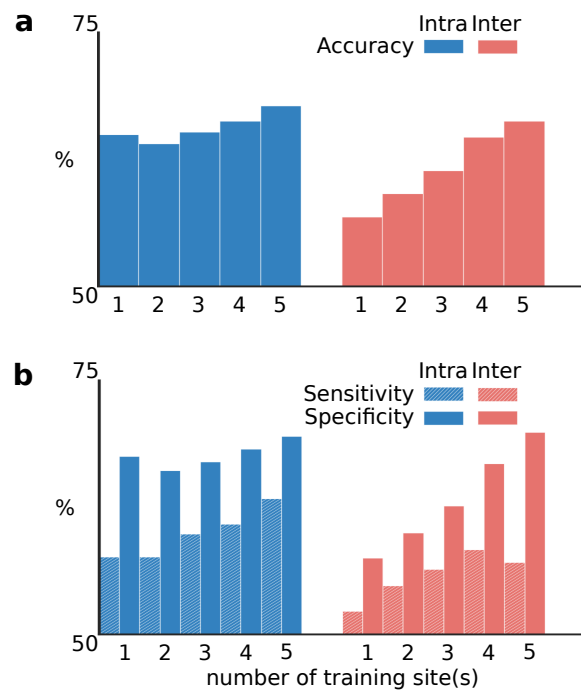 a
75
Intra Inter
Accuracy
%
50
1 2 3 4 5 1 2 3 4 5
b
75
Intra Inter
Sensitivity
Specificity
%
50
1 2 3 4 5 1 2 3 4 5
number of training site(s)